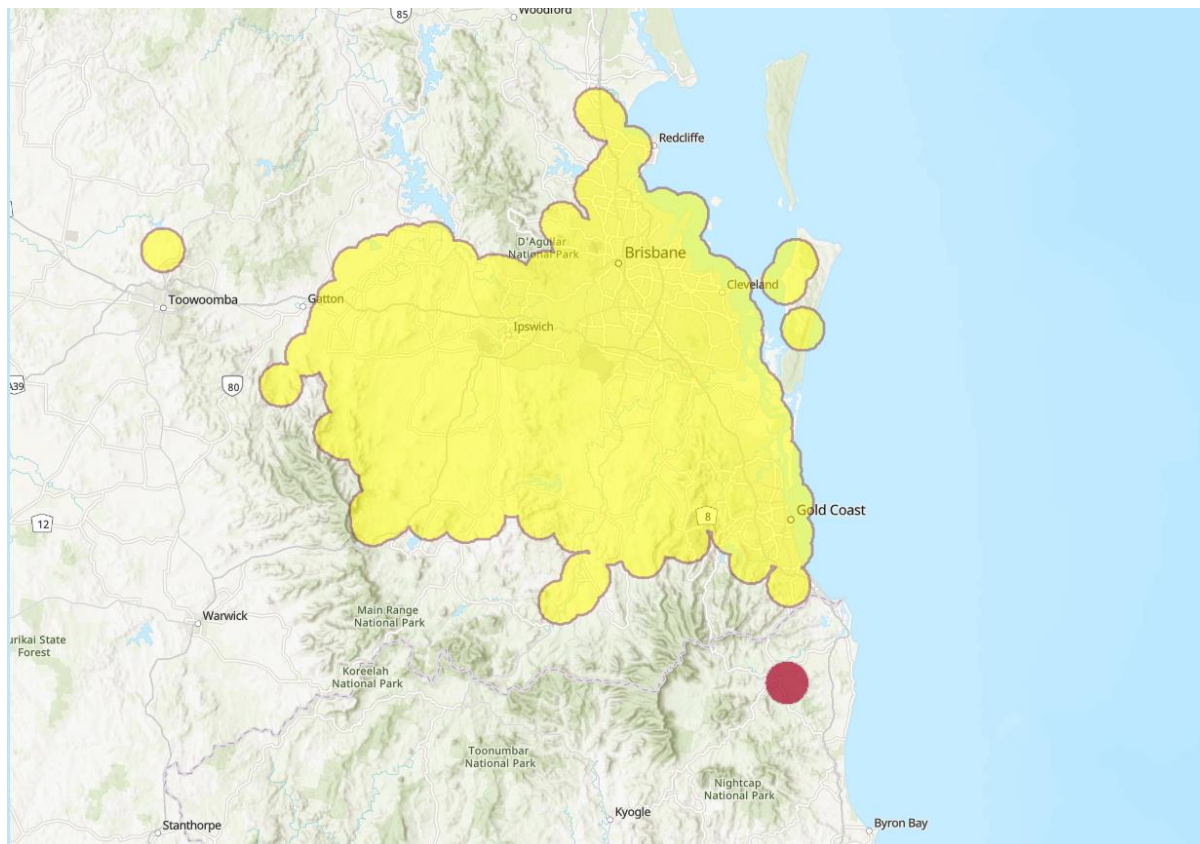 85
Woodford
Redcliffe
D'Aguilar
National Park
Brisbane
Cleveland
Toowoomba
Gatton
Ipswich
A39
80
12
8
Gold Coast
Main Range
National Park
Warwick
urikai State
Forest
Koreelah
National Park
Toonumbar
National Park
Nightcap
National Park
Kyogle
Stanthorpe
Byron Bay